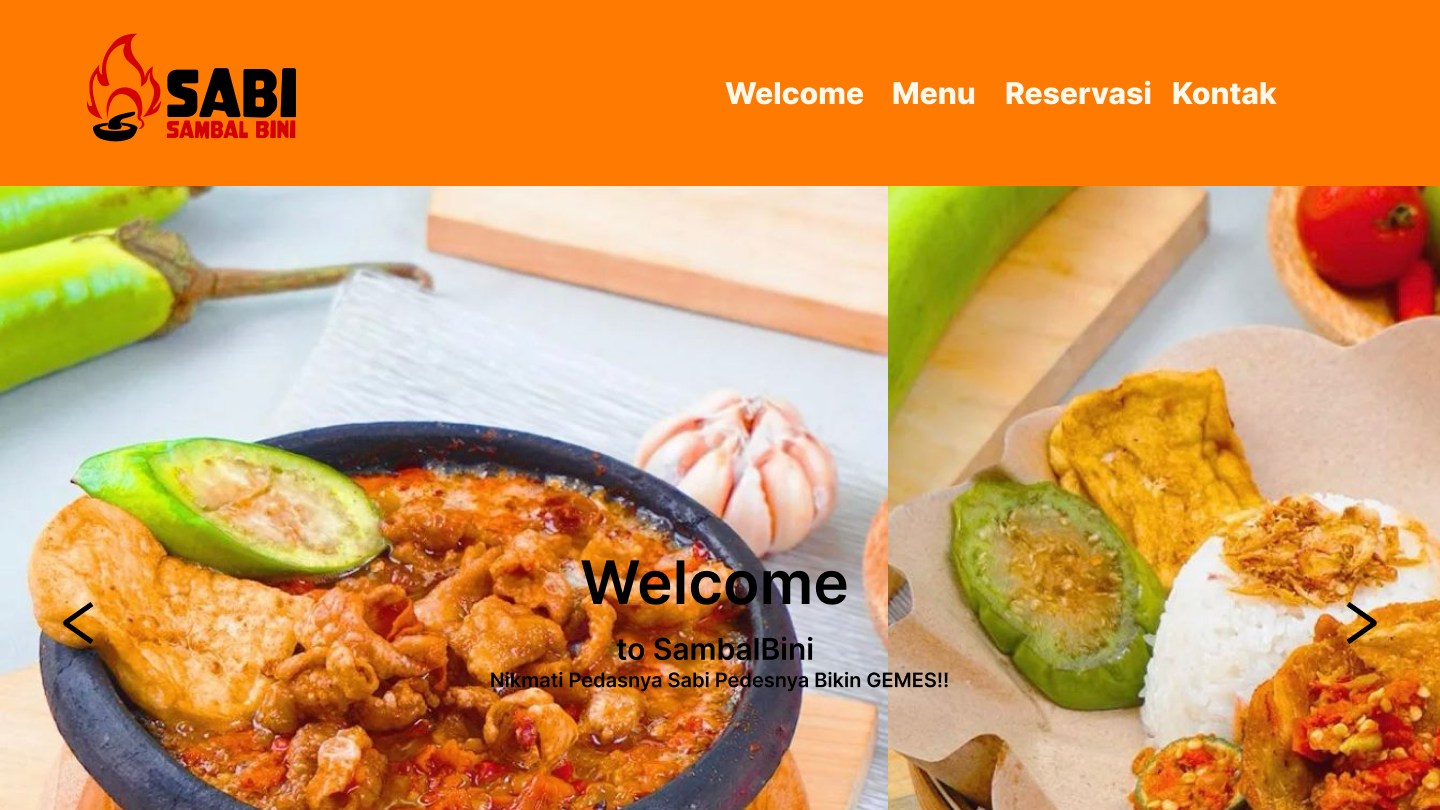 SABI
SAMBAL BINI
Welcome Menu Reservasi Kontak
Welcome
to SambalBini
Nikmati Pedasnya Sabi Pedesnya Bikin GEMES!!